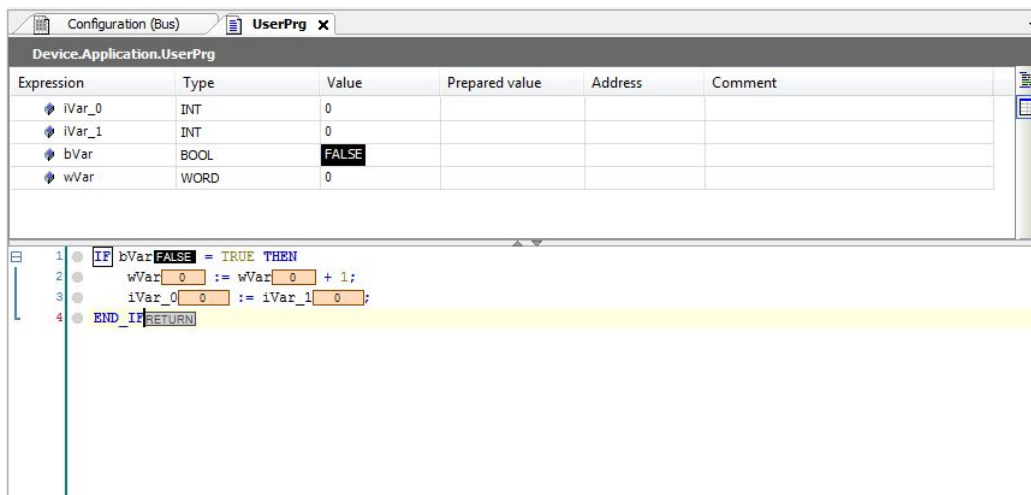 Configuration (Bus) UserPrg X
Device.Application.UserPrg
Expression Type Value Prepared value Address Comment
iVar_0 INT 0
iVar_1 INT 0
bVar BOOL FALSE
wVar WORD 0
1 IF bVar FALSE = TRUE THEN
2 wVar 0 := wVar 0 + 1;
3 iVar_0 0 := iVar_1 0 ;
4 END_IF RETURN